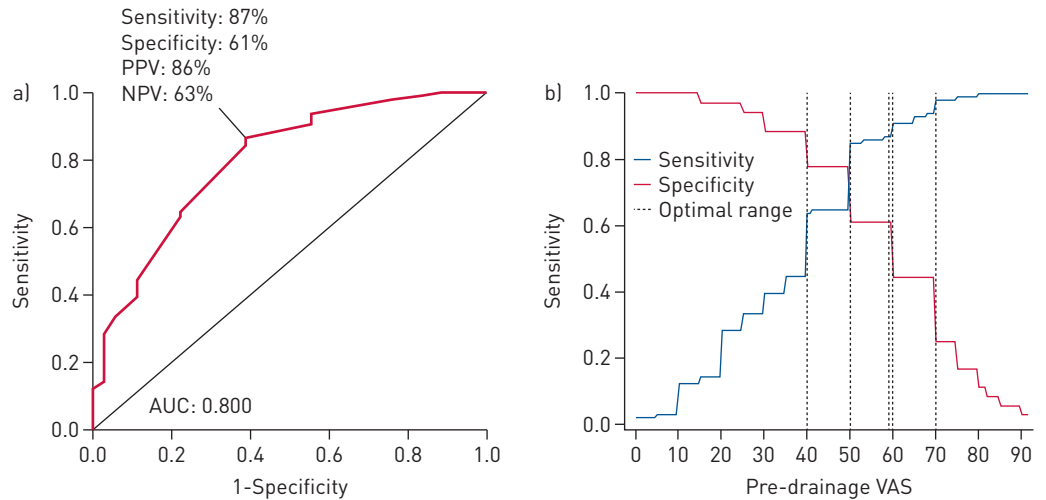 Sensitivity: 87%
Specificity: 61%
PPV: 86%
NPV: 63%
a)
1.0
0.8
0.6
0.4
0.2
0.0
Sensitivity
AUC: 0.800
0.0 0.2 0.4 0.6 0.8 1.0
1-Specificity
b)
1.0
0.8
0.6
0.4
0.2
0.0
Sensitivity
Sensitivity
Specificity
Optimal range
0 10 20 30 40 50 60 70 80 90
Pre-drainage VAS